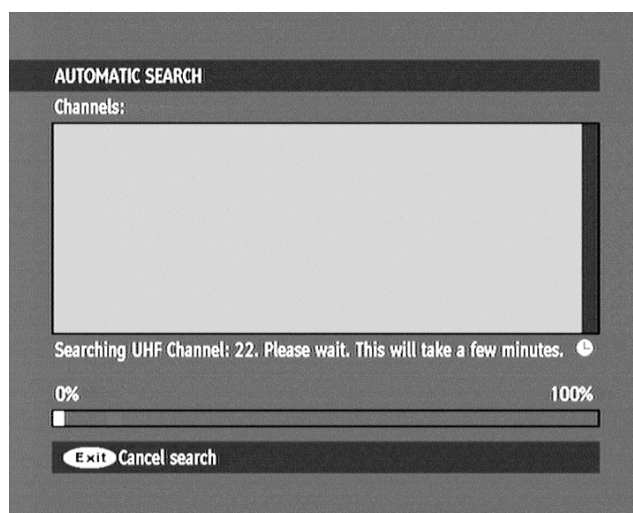 AUTOMATIC SEARCH
Channels:
Searching UHF Channel: 22. Please wait. This will take a few minutes.
0% 100%
Exit Cancel search